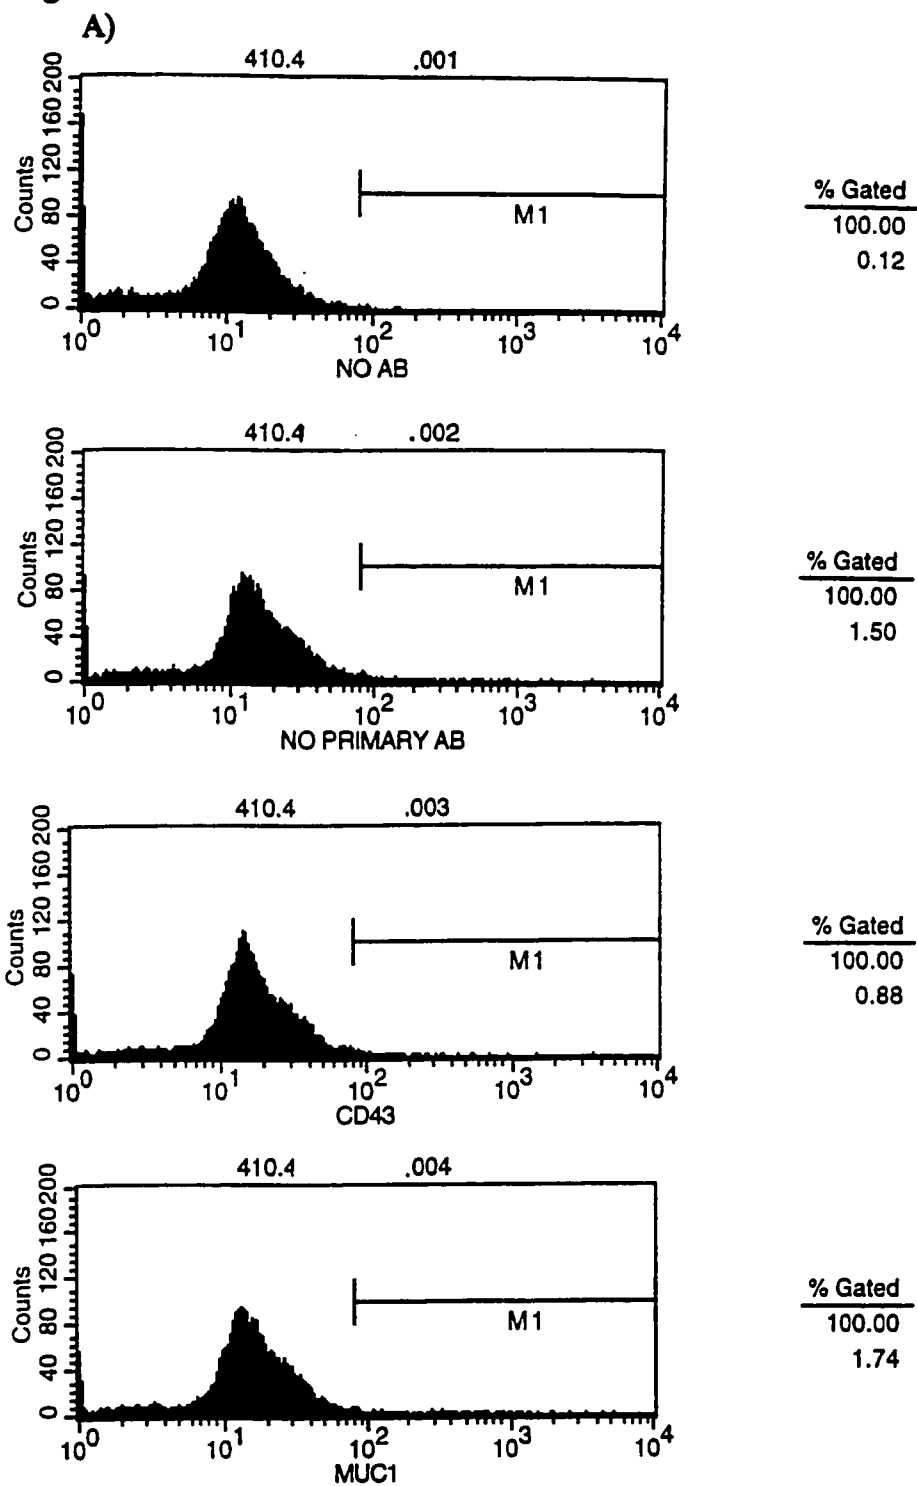 A)
410.4 .001
Counts
200
160
120
80
40
0
M1
10^0 10^1 10^2 10^3 10^4
NO AB
% Gated
100.00
0.12
410.4 .002
Counts
200
160
120
80
40
0
M1
10^0 10^1 10^2 10^3 10^4
NO PRIMARY AB
% Gated
100.00
1.50
410.4 .003
Counts
200
160
120
80
40
0
M1
10^0 10^1 10^2 10^3 10^4
CD43
% Gated
100.00
0.88
410.4 .004
Counts
200
160
120
80
40
0
M1
10^0 10^1 10^2 10^3 10^4
MUC1
% Gated
100.00
1.74